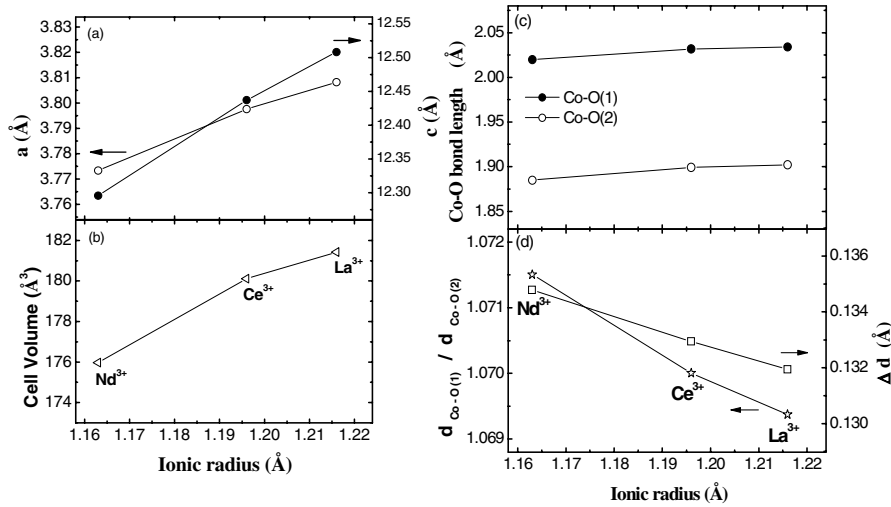 (a)
3.83
3.82
3.81
3.80
3.79
3.78
3.77
3.76
a (Å)
12.55
12.50
12.45
12.40
12.35
12.30
c (Å)
(b)
182
180
178
176
174
Cell Volume (Å³)
Nd³⁺
Ce³⁺
La³⁺
1.16 1.17 1.18 1.19 1.20 1.21 1.22
Ionic radius (Å)
(c)
2.05
2.00
1.95
1.90
1.85
Co-O bond length (Å)
Co-O(1)
Co-O(2)
(d)
1.072
1.071
1.070
1.069
d Co-O(1) / d Co-O(2)
0.136
0.134
0.132
0.130
Δ d (Å)
Nd³⁺
Ce³⁺
La³⁺
1.16 1.17 1.18 1.19 1.20 1.21 1.22
Ionic radius (Å)